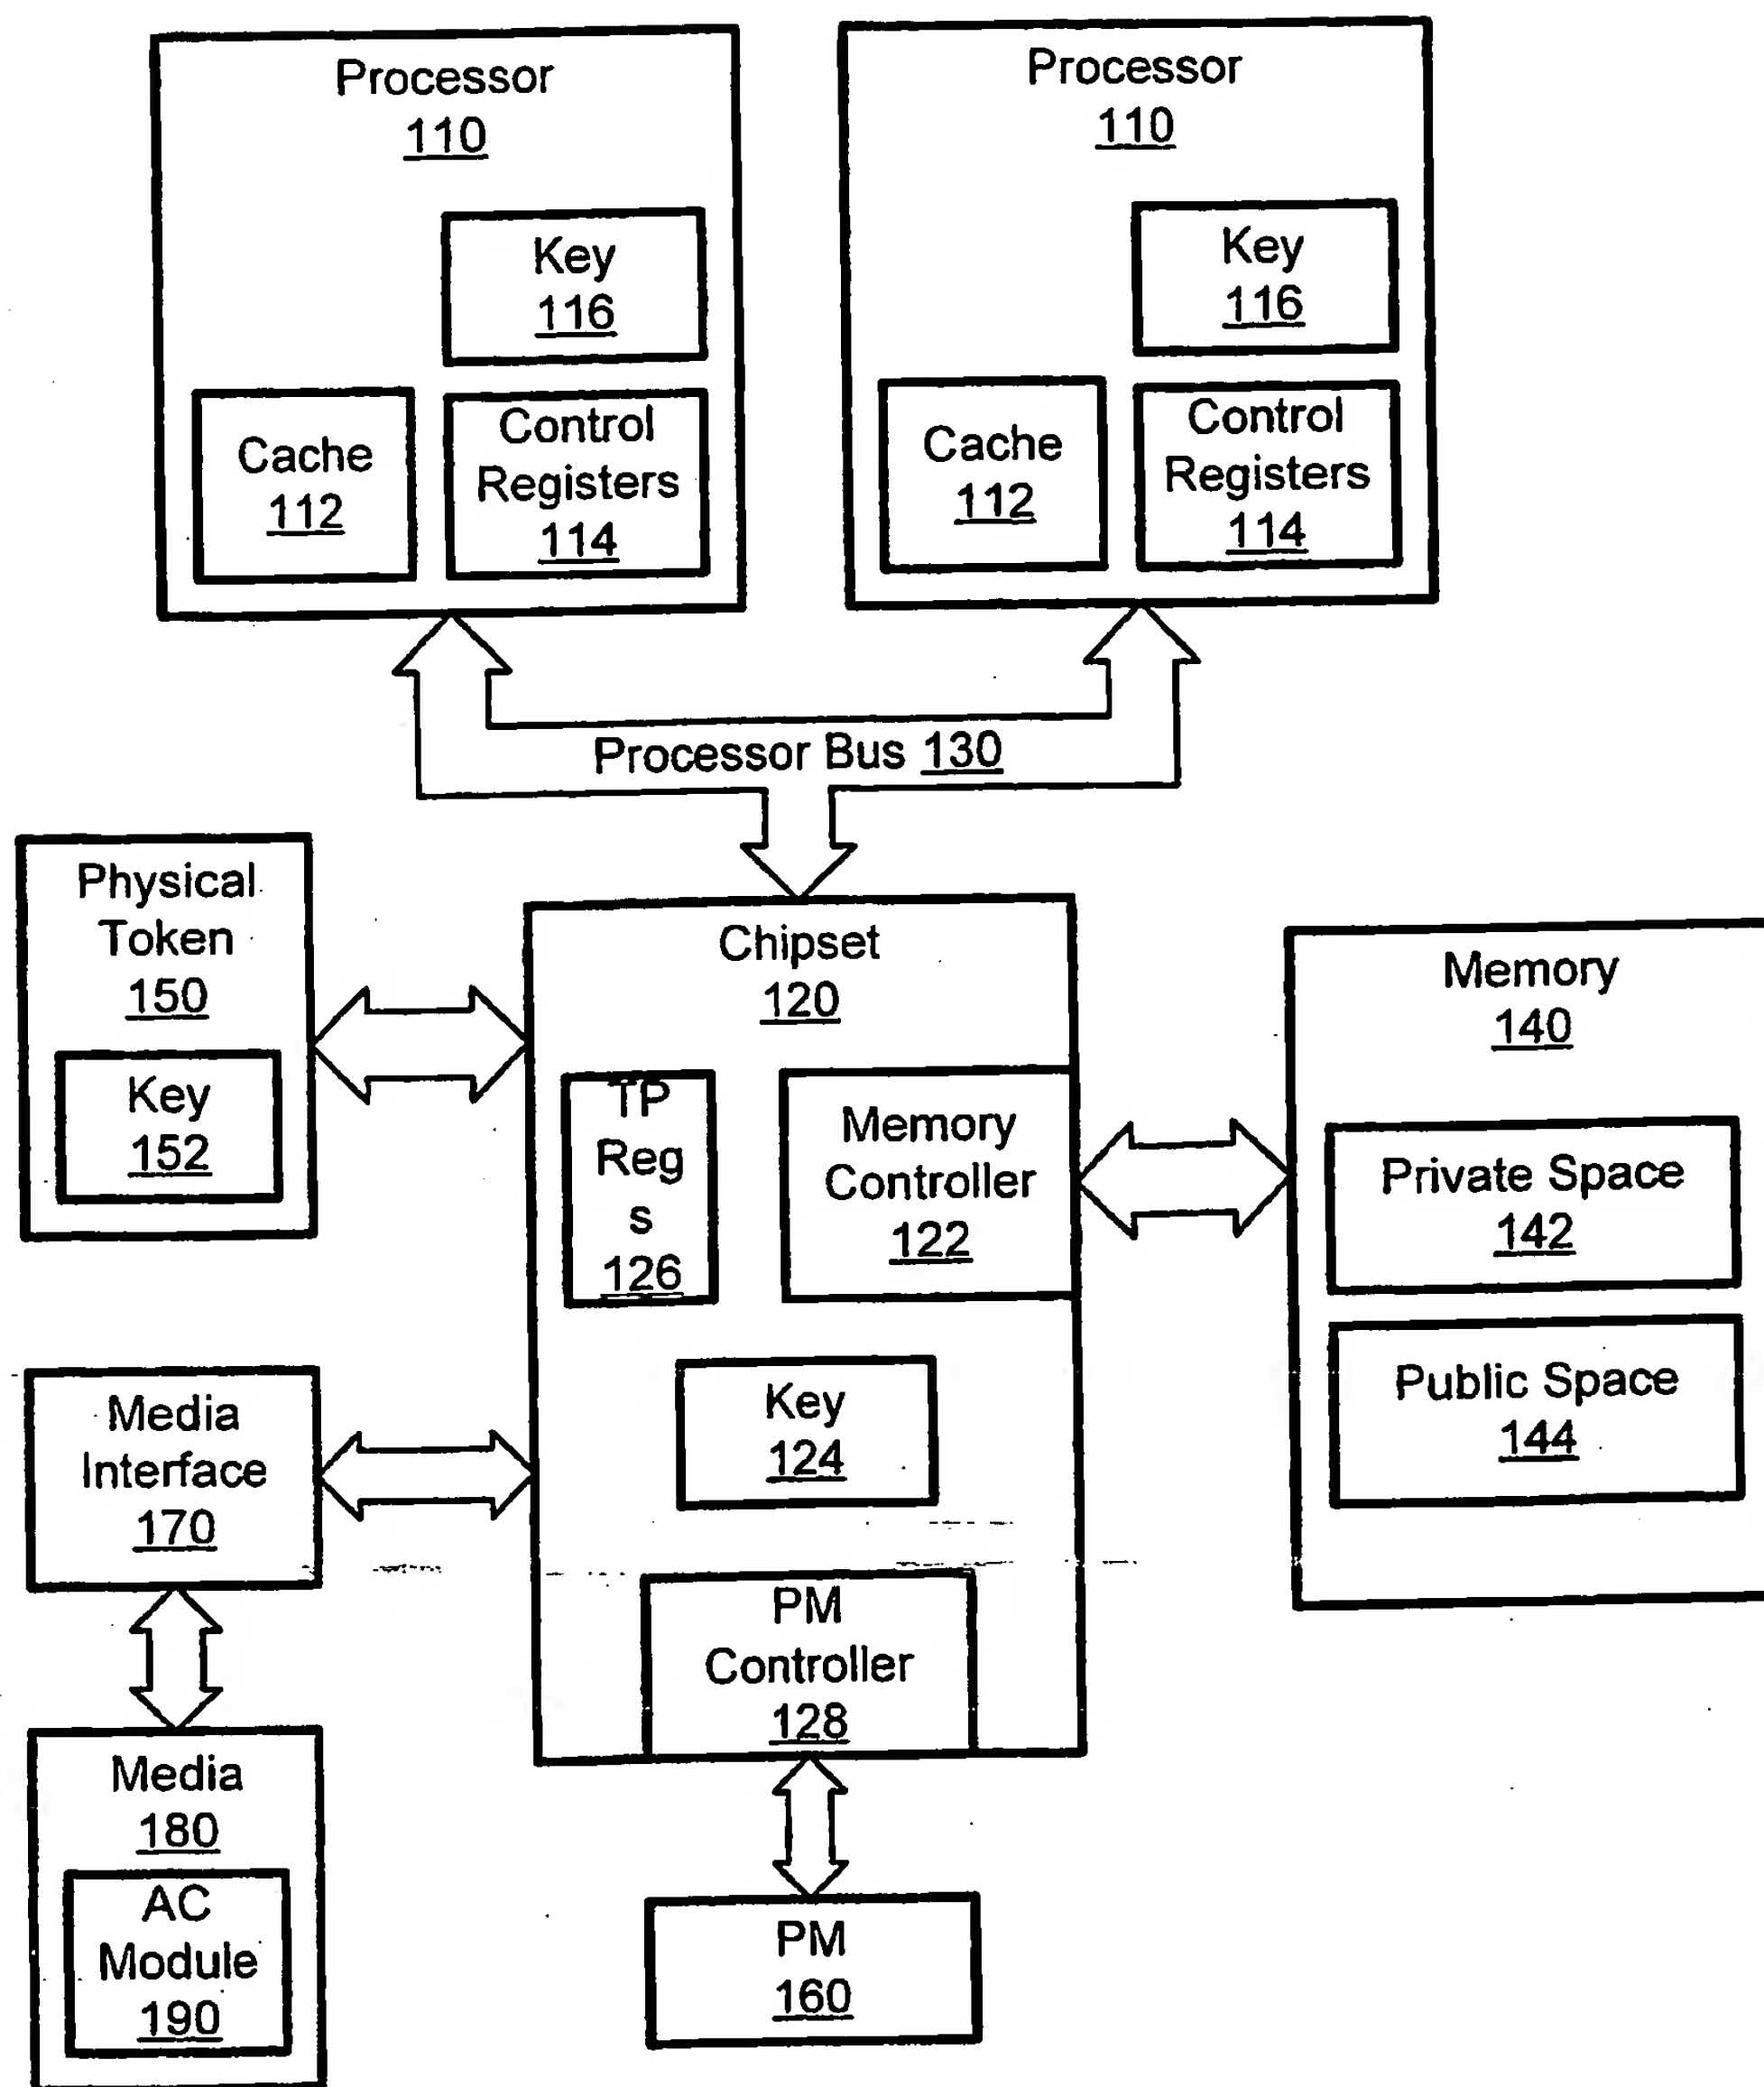 Processor
110
Key
116
Cache
112
Control
Registers
114
Processor
110
Key
116
Cache
112
Control
Registers
114
Processor Bus 130
Physical
Token
150
Key
152
Chipset
120
TP
Reg
s
126
Memory
Controller
122
Key
124
PM
Controller
128
Memory
140
Private Space
142
Public Space
144
Media
Interface
170
Media
180
AC
Module
190
PM
160